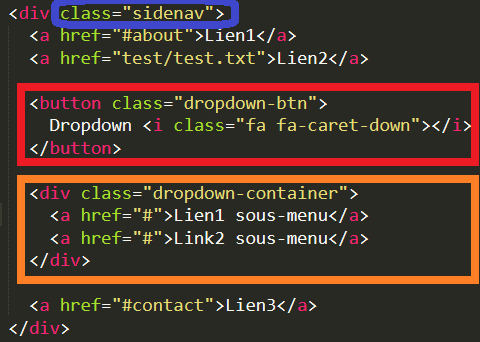 <div class="sidenav">
<a href="#about">Lien1</a>
<a href="test/test.txt">Lien2</a>
<button class="dropdown-btn">
Dropdown <i class="fa fa-caret-down"></i>
</button>
<div class="dropdown-container">
<a href="#">Lien1 sous-menu</a>
<a href="#">Link2 sous-menu</a>
</div>
<a href="#contact">Lien3</a>
</div>